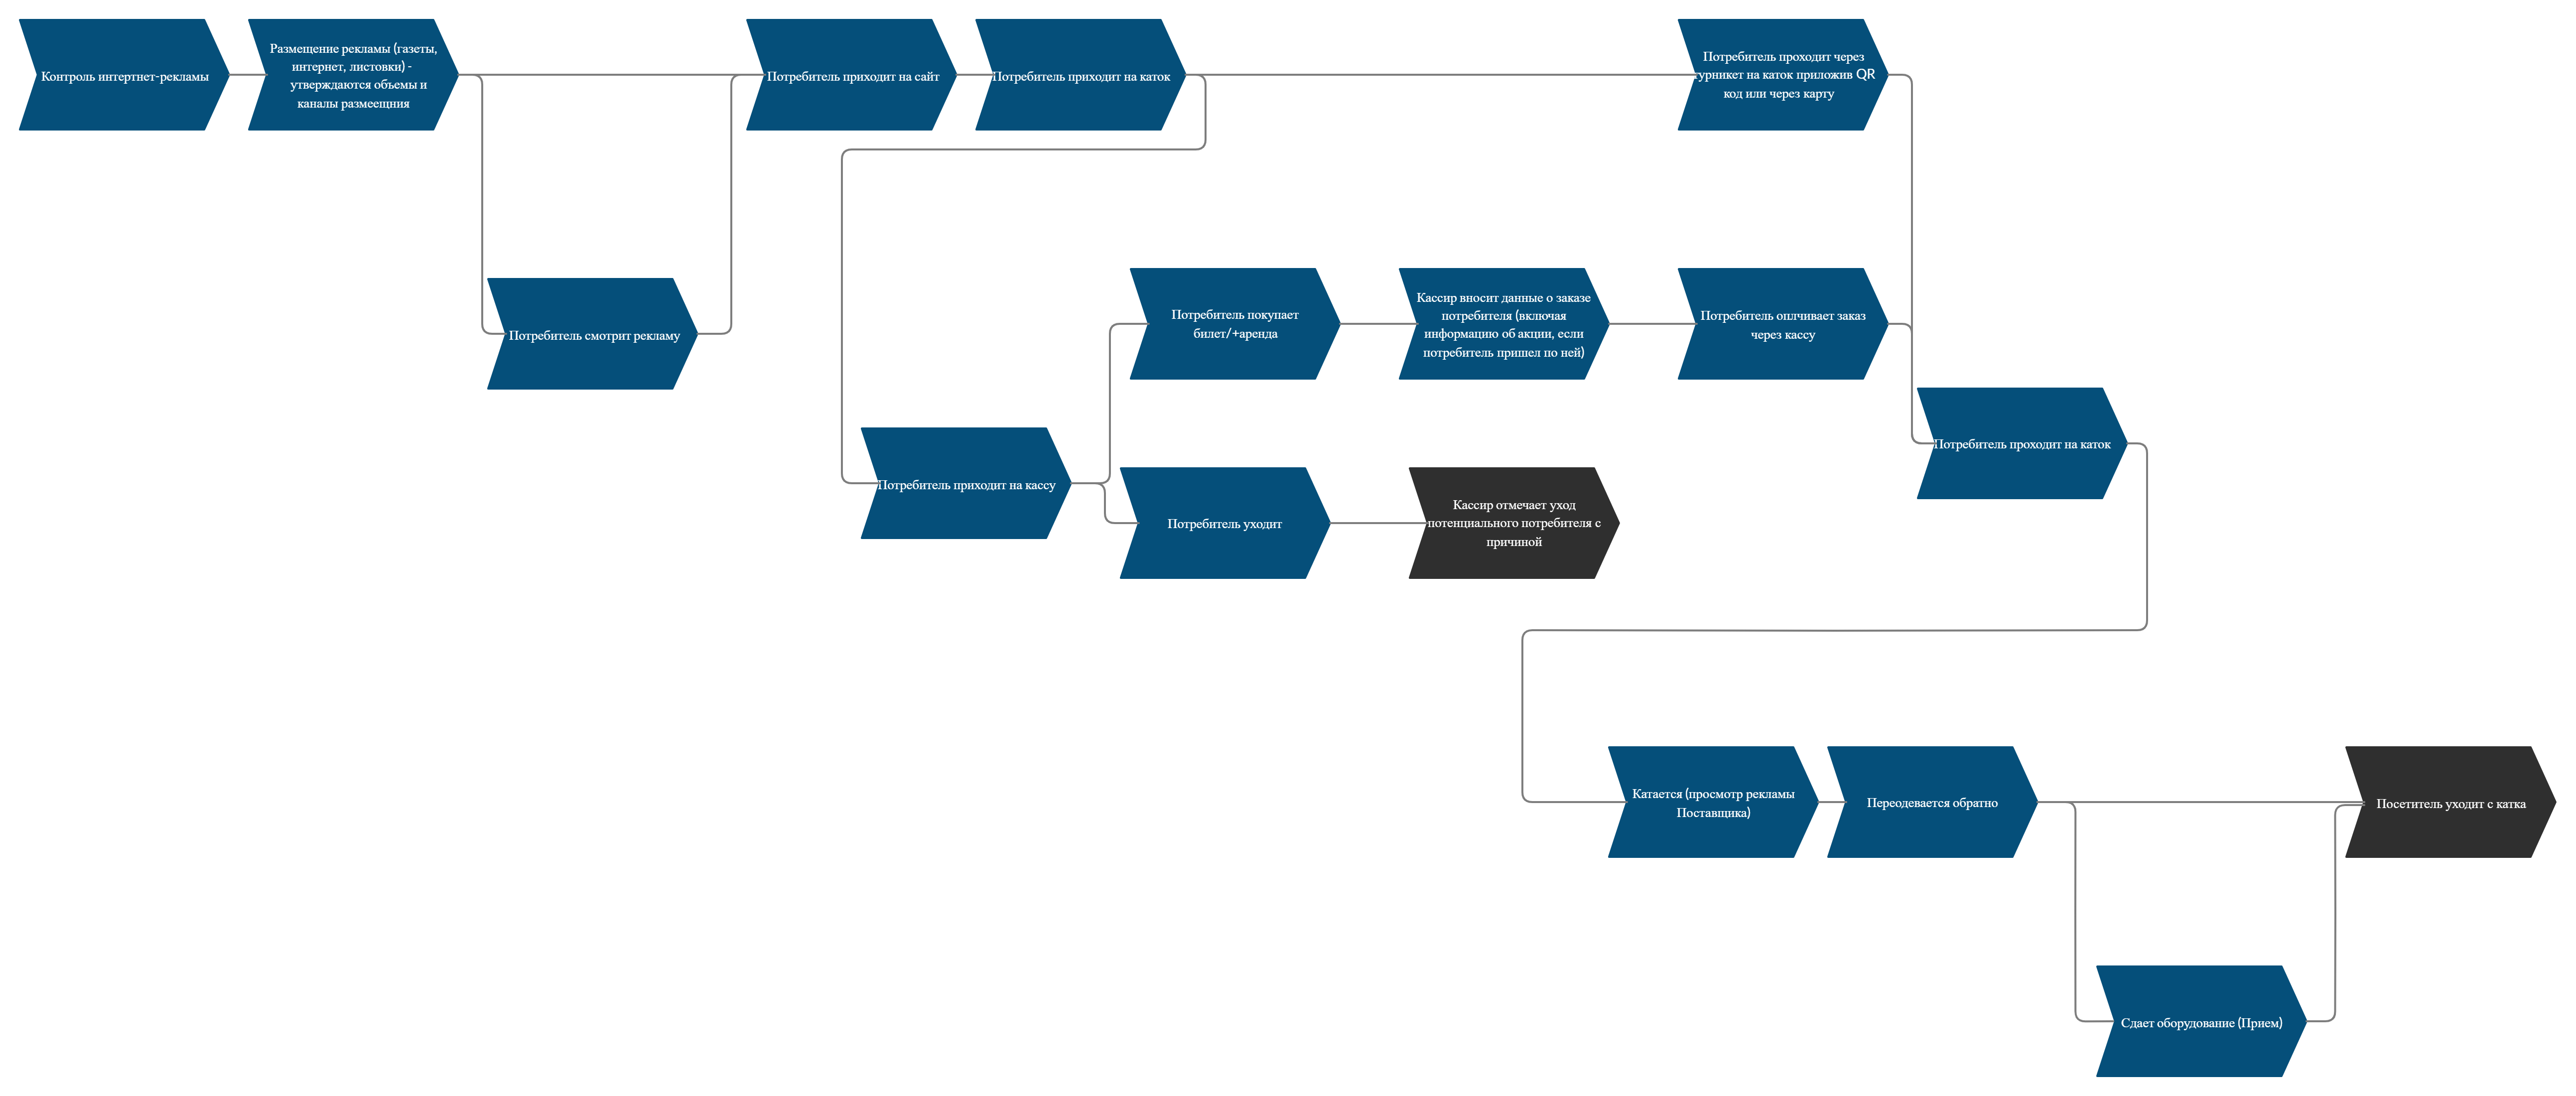 Контроль интертнет-рекламы
Размещение рекламы (газеты,
интернет, листовки) -
утверждаются объемы и
каналы размеещния
Потребитель приходит на сайт
Потребитель приходит на каток
Потребитель проходит через
турникет на каток приложив QR
код или через карту
Потребитель смотрит рекламу
Потребитель покупает
билет/+аренда
Кассир вносит данные о заказе
потребителя (включая
информацию об акции, если
потребитель пришел по ней)
Потребитель оплчивает заказ
через кассу
Потребитель проходит на каток
Потребитель приходит на кассу
Потребитель уходит
Кассир отмечает уход
потенциального потребителя с
причиной
Катается (просмотр рекламы
Поставщика)
Переодевается обратно
Посетитель уходит с катка
Сдает оборудование (Прием)